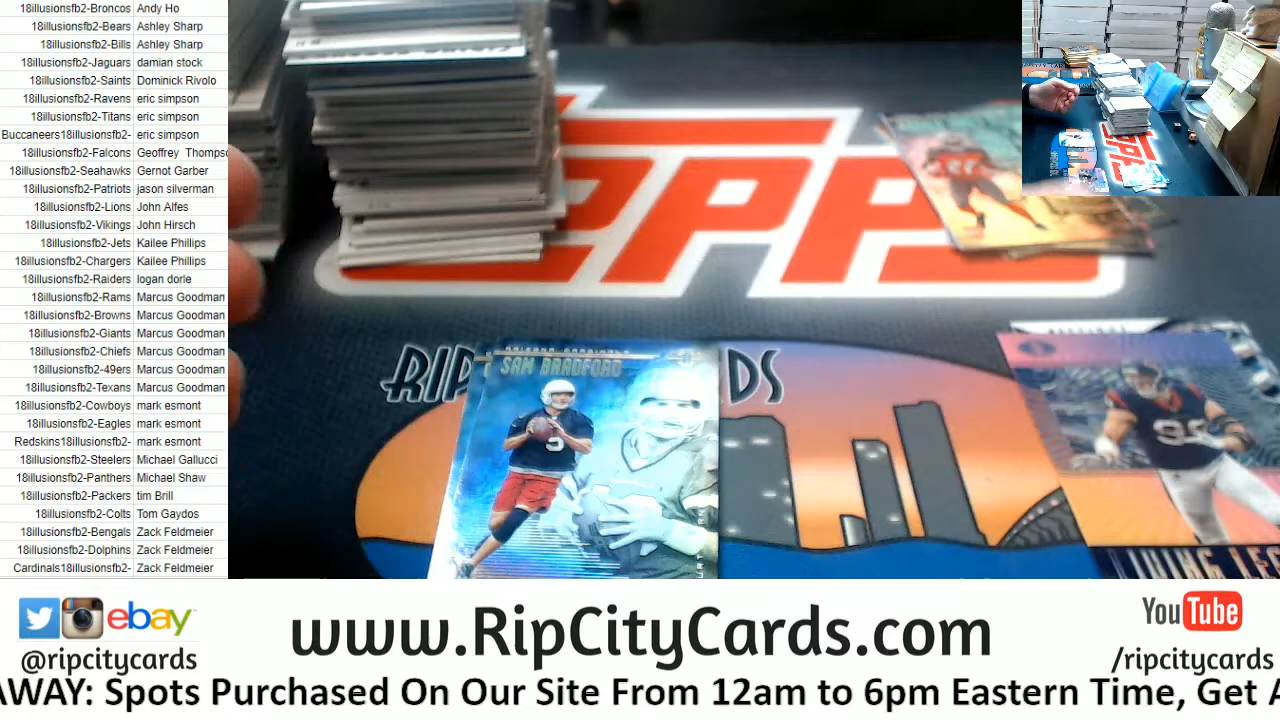 18illusionsfb2-Broncos Andy Ho
18illusionsfb2-Bears Ashley Sharp
18illusionsfb2-Bills Ashley Sharp
18illusionsfb2-Jaguars damian stock
18illusionsfb2-Saints Dominick Rivolo
18illusionsfb2-Ravens eric simpson
18illusionsfb2-Titans eric simpson
Buccaneers18illusionsfb2- eric simpson
18illusionsfb2-Falcons Geoffrey Thompsc
18illusionsfb2-Seahawks Gernot Garber
18illusionsfb2-Patriots jason silverman
18illusionsfb2-Lions John Alfes
18illusionsfb2-Vikings John Hirsch
18illusionsfb2-Jets Kailee Phillips
18illusionsfb2-Chargers Kailee Phillips
18illusionsfb2-Raiders logan dorle
18illusionsfb2-Rams Marcus Goodman
18illusionsfb2-Browns Marcus Goodman
18illusionsfb2-Giants Marcus Goodman
18illusionsfb2-Chiefs Marcus Goodman
18illusionsfb2-49ers Marcus Goodman
18illusionsfb2-Texans Marcus Goodman
18illusionsfb2-Cowboys mark esmont
18illusionsfb2-Eagles mark esmont
Redskins18illusionsfb2- mark esmont
18illusionsfb2-Steelers Michael Gallucci
18illusionsfb2-Panthers Michael Shaw
18illusionsfb2-Packers tim Brill
18illusionsfb2-Colts Tom Gaydos
18illusionsfb2-Bengals Zack Feldmeier
18illusionsfb2-Dolphins Zack Feldmeier
Cardinals18illusionsfb2- Zack Feldmeier
RIP DS
SAM BRADFORD
9
99
ebay
@ripcitycards
www.RipCityCards.com
YouTube
/ripcitycards
AWAY: Spots Purchased On Our Site From 12am to 6pm Eastern Time, Get A